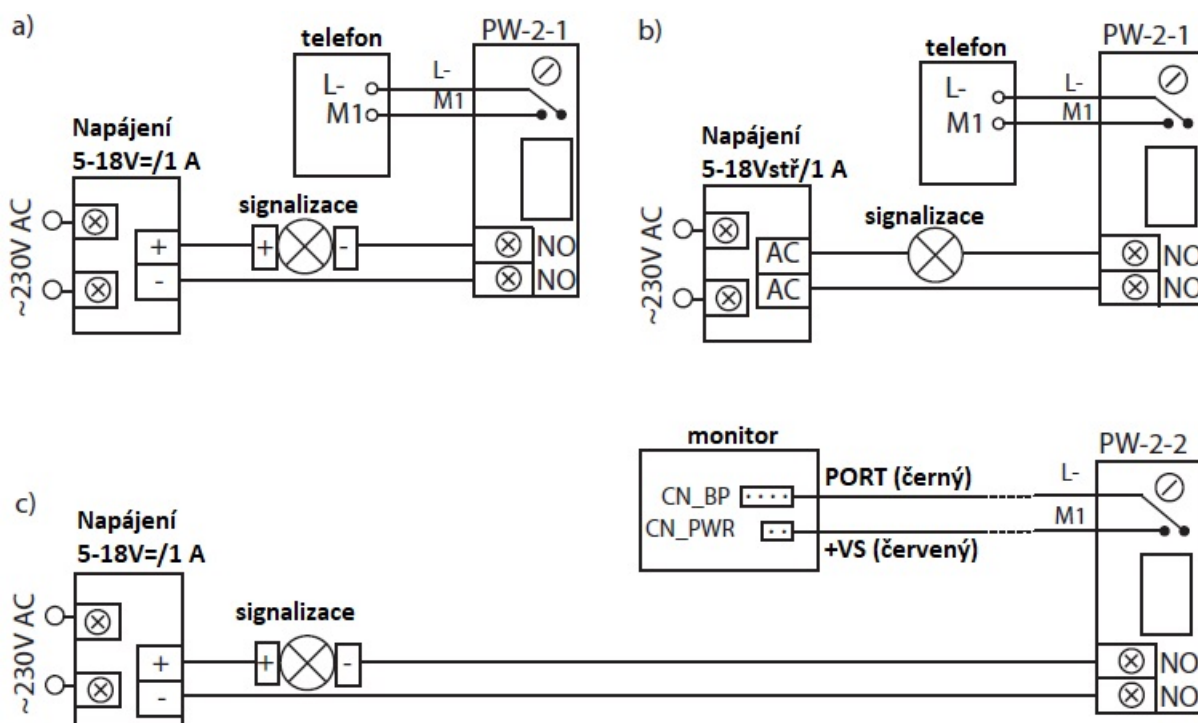 a)
telefon
PW-2-1
L-
M1
L-
M1
Napájení
5-18V=/1 A
~230V AC
signalizace
+
-
+
-
NO
NO
b)
telefon
PW-2-1
L-
M1
L-
M1
Napájení
5-18Vstř/1 A
~230V AC
signalizace
AC
AC
NO
NO
c)
monitor
PW-2-2
CN_BP
CN_PWR
PORT (černý)
+VS (červený)
L-
M1
Napájení
5-18V=/1 A
~230V AC
signalizace
+
-
+
-
NO
NO